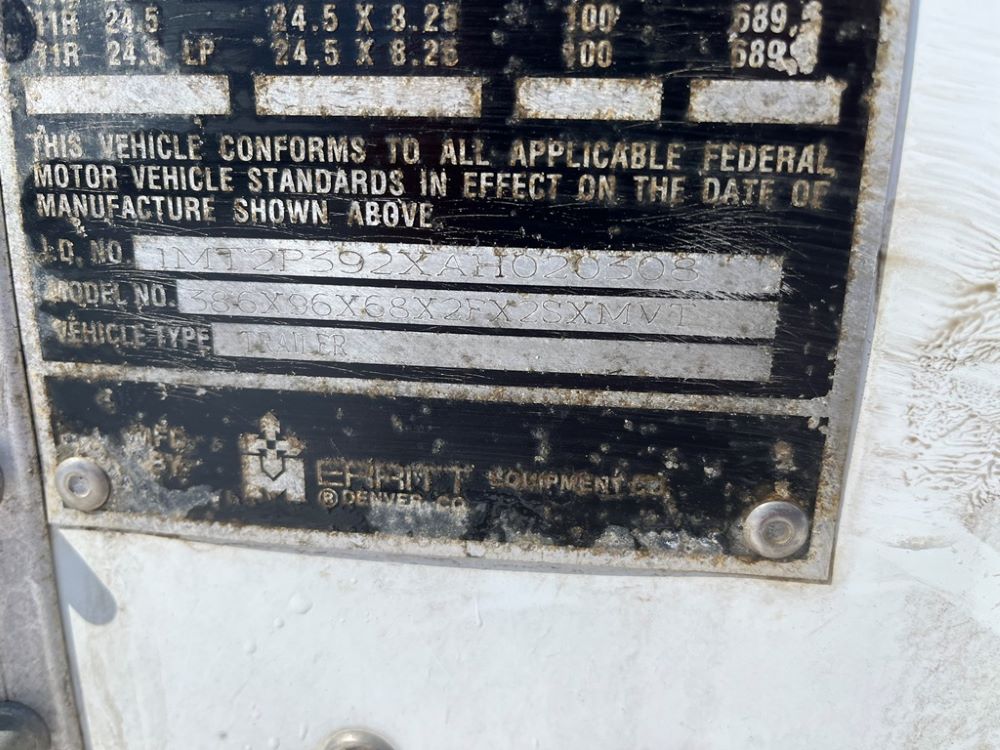 11R 24.5 24.5 X 8.25 100 689,5
11R 24.5 LP 24.5 X 8.25 100 689
THIS VEHICLE CONFORMS TO ALL APPLICABLE FEDERAL
MOTOR VEHICLE STANDARDS IN EFFECT ON THE DATE OF
MANUFACTURE SHOWN ABOVE.
I.D. NO. 1MT2P392XAH020308
MODEL NO. 386X96X68X2FX2SXMVT
VEHICLE TYPE TRAILER
MFD.
BY
MERRITT EQUIPMENT CO.
® DENVER, CO.